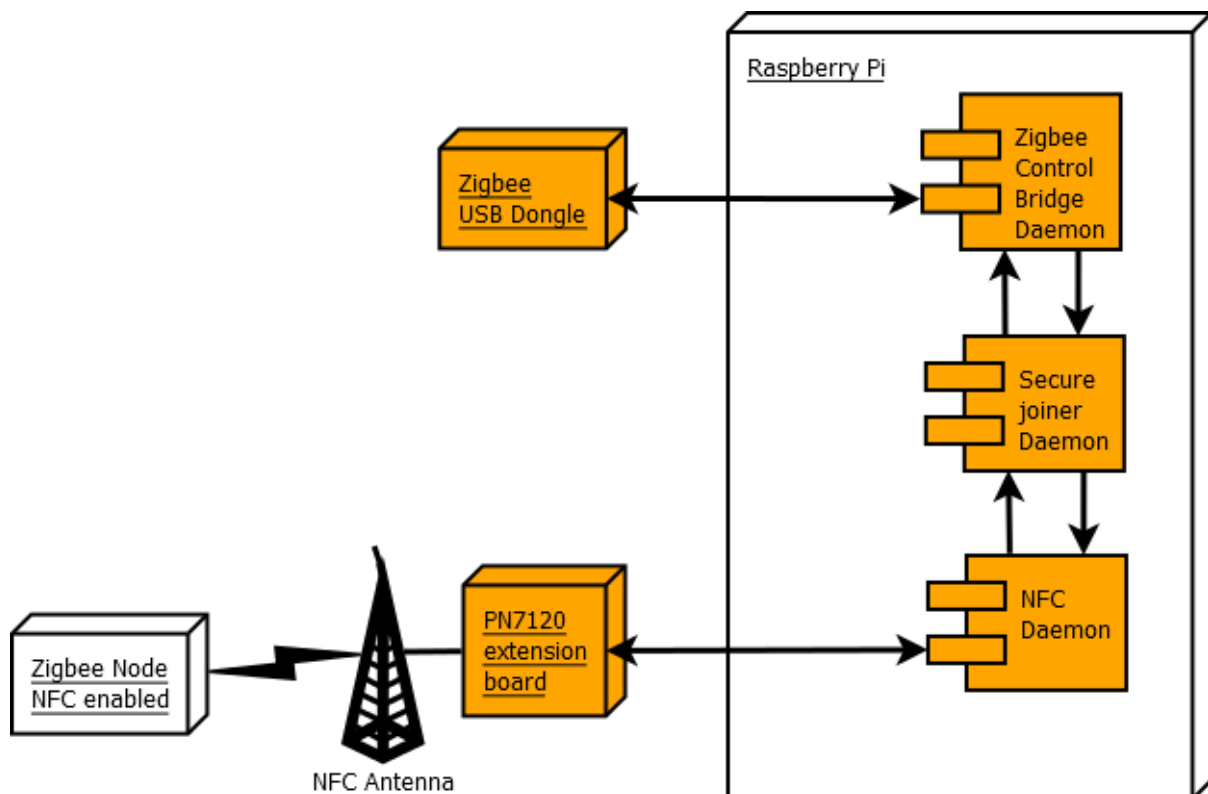 Raspberry Pi
Zigbee
Control
Bridge
Daemon
Zigbee
USB Dongle
Secure
joiner
Daemon
NFC
Daemon
PN7120
extension
board
Zigbee Node
NFC enabled
NFC Antenna